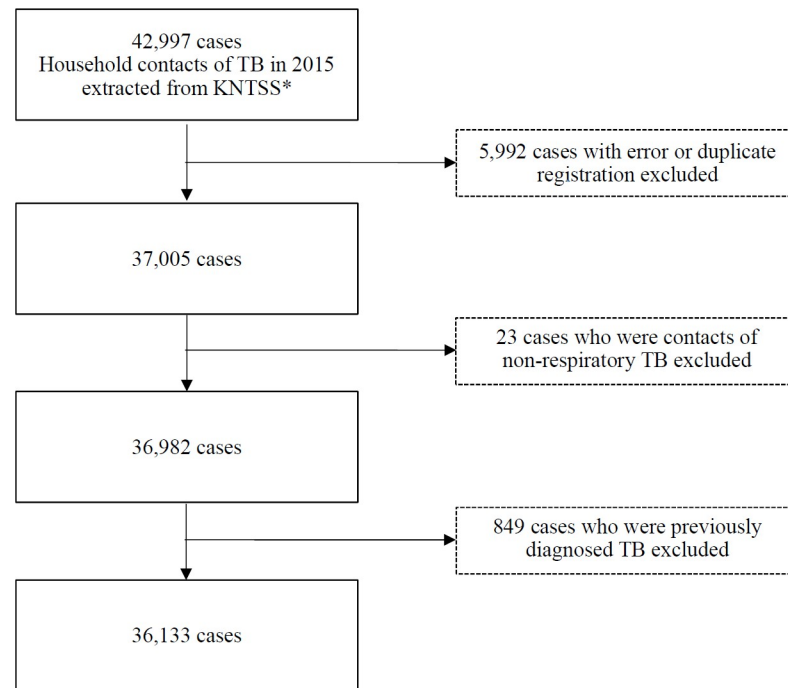 42,997 cases
Household contacts of TB in 2015
extracted from KNTSS*
5,992 cases with error or duplicate
registration excluded
37,005 cases
23 cases who were contacts of
non-respiratory TB excluded
36,982 cases
849 cases who were previously
diagnosed TB excluded
36,133 cases